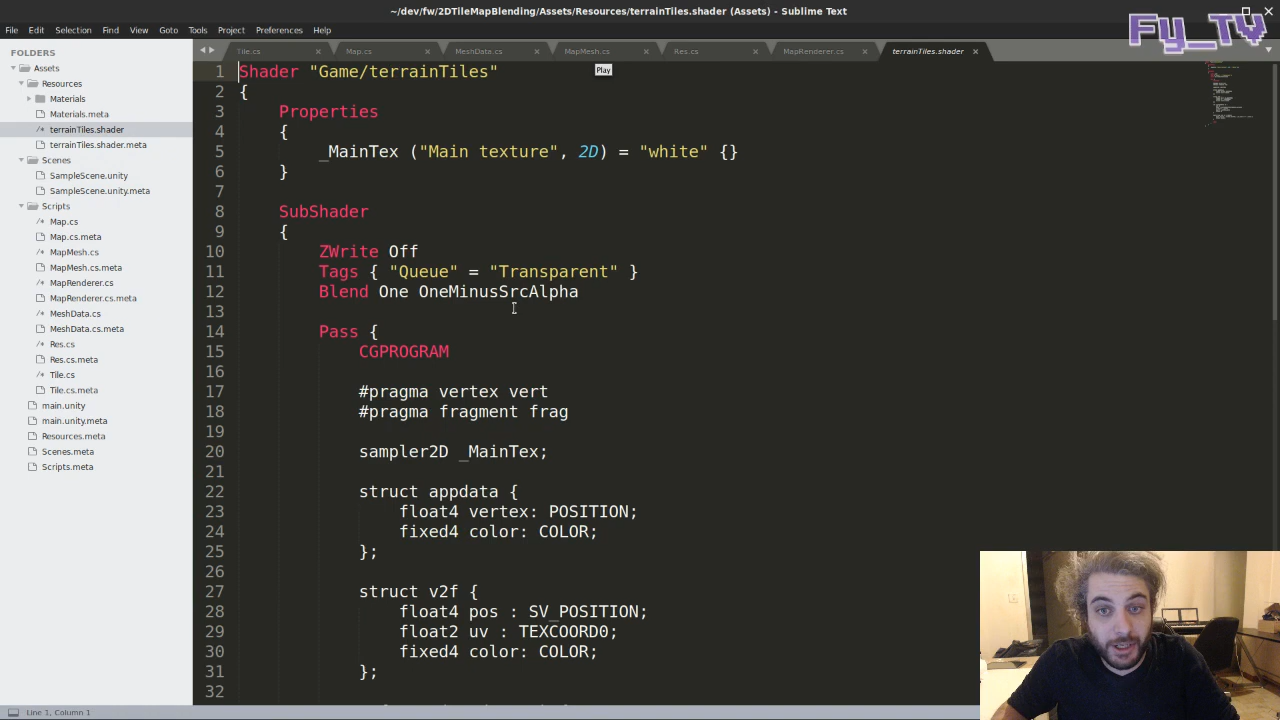 ~/dev/fw/2DTileMapBlending/Assets/Resources/terrainTiles.shader (Assets) - Sublime Text
File Edit Selection Find View Goto Tools Project Preferences Help
Fy_TV
FOLDERS
Assets
Resources
Materials
Materials.meta
terrainTiles.shader
terrainTiles.shader.meta
Scenes
SampleScene.unity
SampleScene.unity.meta
Scripts
Map.cs
Map.cs.meta
MapMesh.cs
MapMesh.cs.meta
MapRenderer.cs
MapRenderer.cs.meta
MeshData.cs
MeshData.cs.meta
Res.cs
Res.cs.meta
Tile.cs
Tile.cs.meta
main.unity
main.unity.meta
Resources.meta
Scenes.meta
Scripts.meta
Tile.cs Map.cs MeshData.cs MapMesh.cs Res.cs MapRenderer.cs terrainTiles.shader
Play
1 Shader "Game/terrainTiles"
2 {
3 Properties
4 {
5 _MainTex ("Main texture", 2D) = "white" {}
6 }
7
8 SubShader
9 {
10 ZWrite Off
11 Tags { "Queue" = "Transparent" }
12 Blend One OneMinusSrcAlpha
13
14 Pass {
15 CGPROGRAM
16
17 #pragma vertex vert
18 #pragma fragment frag
19
20 sampler2D _MainTex;
21
22 struct appdata {
23 float4 vertex: POSITION;
24 fixed4 color: COLOR;
25 };
26
27 struct v2f {
28 float4 pos : SV_POSITION;
29 float2 uv : TEXCOORD0;
30 fixed4 color: COLOR;
31 };
32
Line 1, Column 1